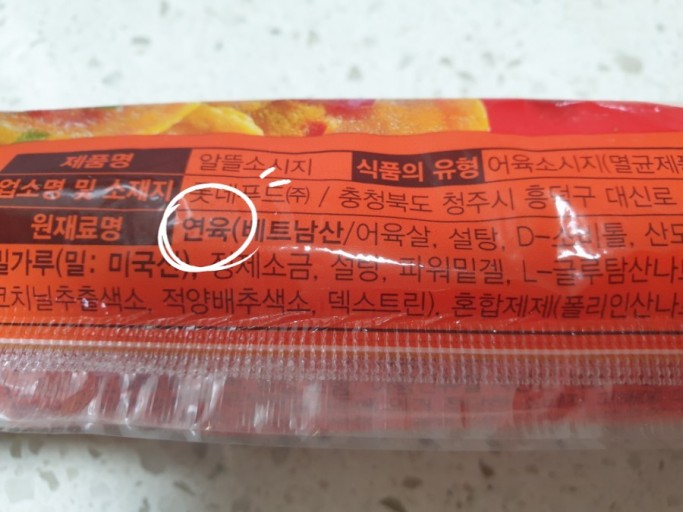 제품명 알뜰소시지 식품의 유형 어육소시지(멸균제
업소명 및 소재지 롯데푸드㈜ / 충청북도 청주시 흥덕구 대신로
원재료명 연육(베트남산/어육살, 설탕, D-소비톨, 산도
밀가루(밀: 미국산), 정제소금, 설탕, 파워밑겔, L-글루탐산나
코치닐추출색소, 적양배추색소, 덱스트린), 혼합제제(폴리인산나